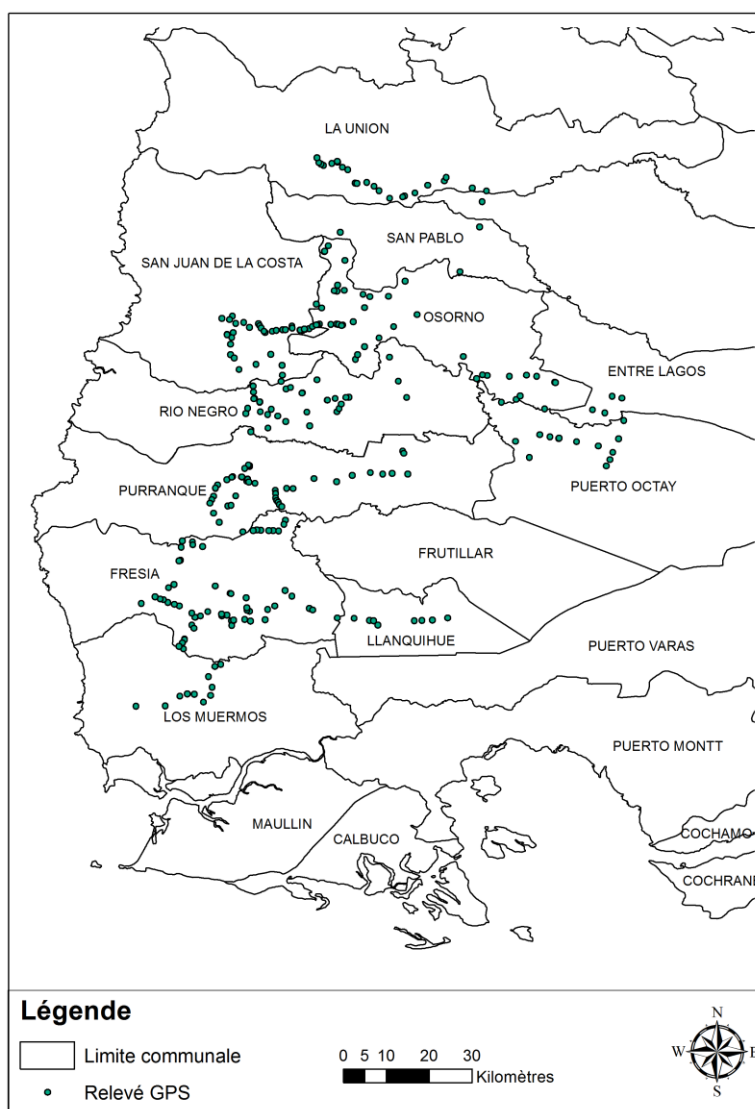 LA UNION
SAN PABLO
SAN JUAN DE LA COSTA
OSORNO
ENTRE LAGOS
RIO NEGRO
PURRANQUE
PUERTO OCTAY
FRUTILLAR
FRESIA
LLANQUIHUE
PUERTO VARAS
LOS MUERMOS
PUERTO MONTT
MAULLIN
CALBUCO
COCHAMO
COCHRANE
Légende
Limite communale
Relevé GPS
0 5 10 20 30
Kilomètres
N
W E
S